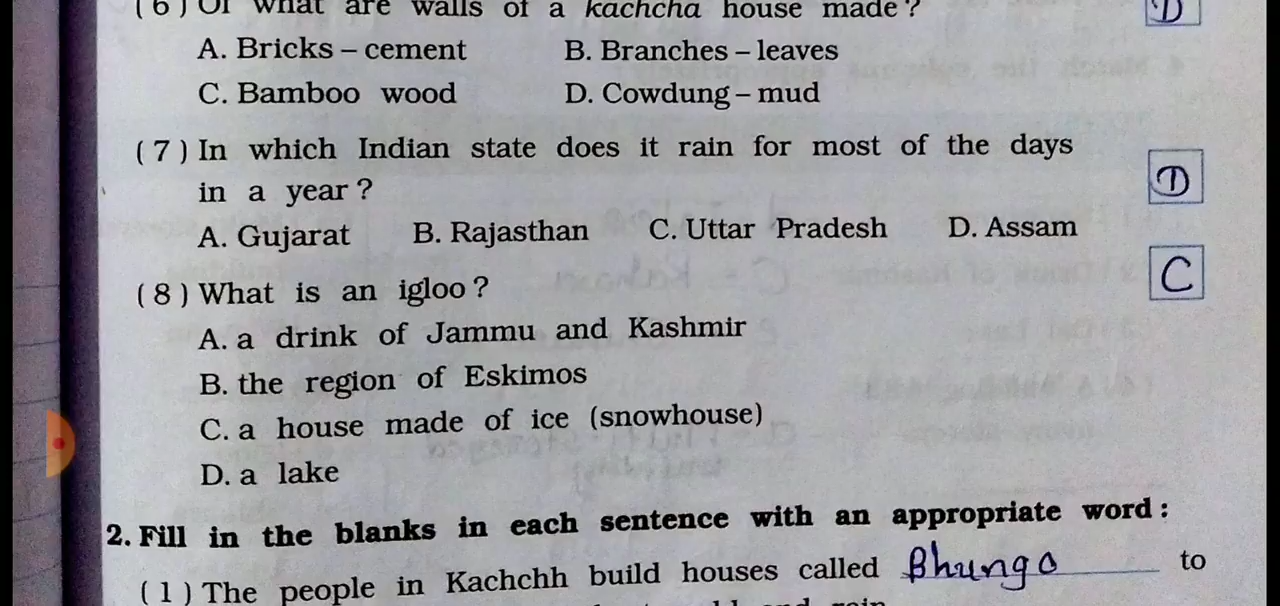 (6) Of what are walls of a kachcha house made? D
A. Bricks – cement B. Branches – leaves
C. Bamboo wood D. Cowdung – mud
(7) In which Indian state does it rain for most of the days
in a year? D
A. Gujarat B. Rajasthan C. Uttar Pradesh D. Assam
(8) What is an igloo? C
A. a drink of Jammu and Kashmir
B. the region of Eskimos
C. a house made of ice (snowhouse)
D. a lake
2. Fill in the blanks in each sentence with an appropriate word:
(1) The people in Kachchh build houses called Bhunga to
and rain